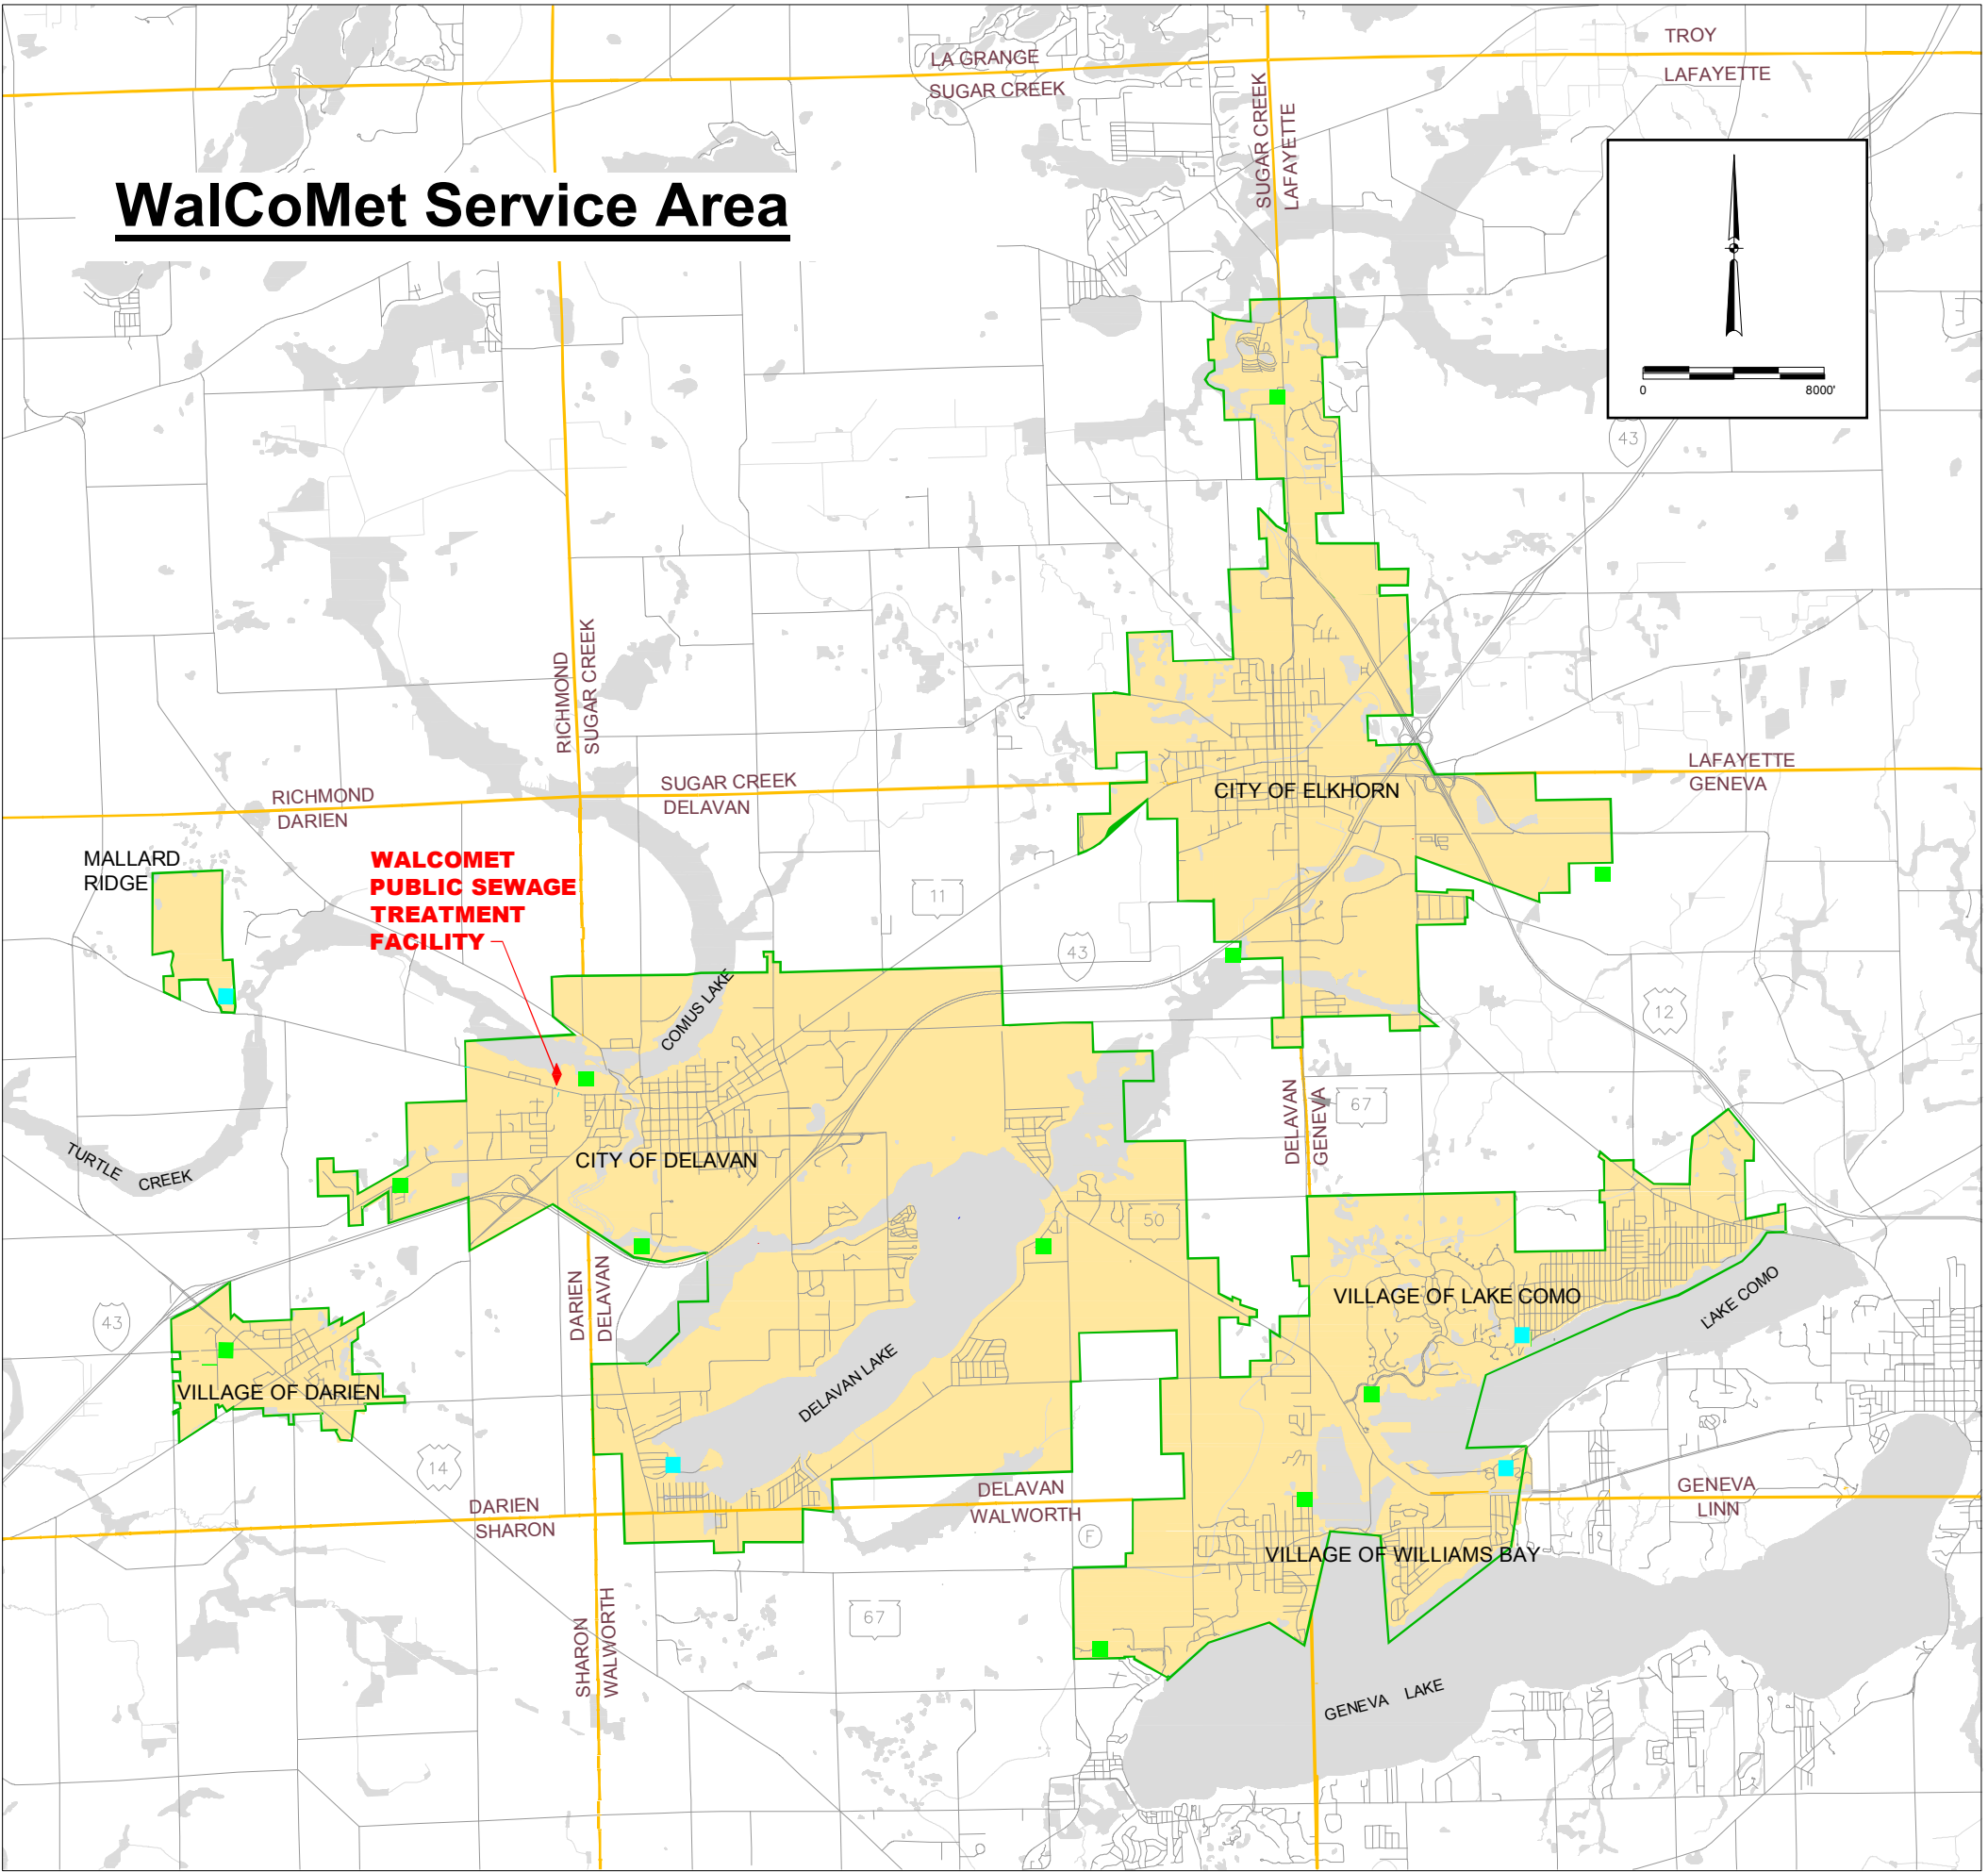 TROY
LA GRANGE
SUGAR CREEK
LAFAYETTE
SUGAR CREEK
LAFAYETTE
WalCoMet Service Area
0 8000'
43
RICHMOND
SUGAR CREEK
LAFAYETTE
GENEVA
SUGAR CREEK
DELAVAN
RICHMOND
DARIEN
CITY OF ELKHORN
MALLARD
RIDGE
WALCOMET
PUBLIC SEWAGE
TREATMENT
FACILITY
11
43
COMUS LAKE
12
DELAVAN
GENEVA
67
TURTLE CREEK
CITY OF DELAVAN
50
DARIEN
DELAVAN
VILLAGE OF LAKE COMO
LAKE COMO
43
VILLAGE OF DARIEN
DELAVAN LAKE
14
DARIEN
SHARON
DELAVAN
WALWORTH
GENEVA
LINN
F
VILLAGE OF WILLIAMS BAY
67
SHARON
WALWORTH
GENEVA LAKE